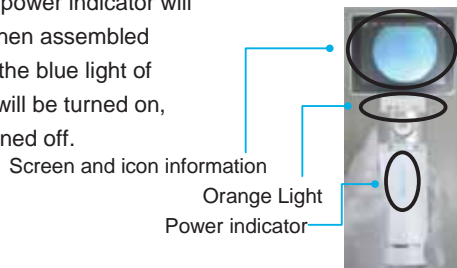 power indicator will
hen assembled
the blue light of
will be turned on,
ned off.
Screen and icon information
Orange Light
Power indicator